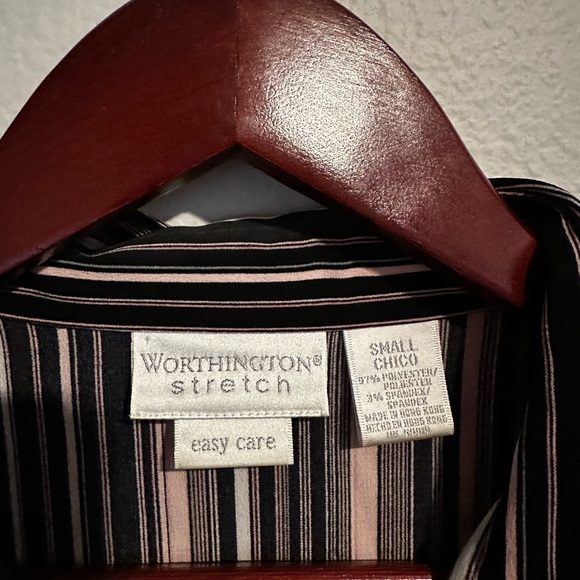 WORTHINGTON®
stretch
easy care
SMALL
CHICO
97% POLYESTER/
POLIESTER
3% SPANDEX/
SPANDEX
MADE IN HONG KONG
HECHO EN HONG KONG